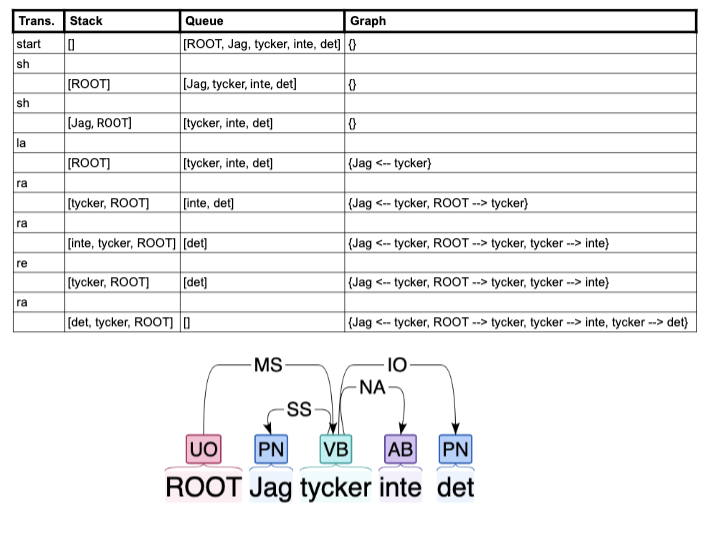 Trans. Stack Queue Graph
start [] [ROOT, Jag, tycker, inte, det] {}
sh
[ROOT] [Jag, tycker, inte, det] {}
sh
[Jag, ROOT] [tycker, inte, det] {}
la
[ROOT] [tycker, inte, det] {Jag <-- tycker}
ra
[tycker, ROOT] [inte, det] {Jag <-- tycker, ROOT --> tycker}
ra
[inte, tycker, ROOT] [det] {Jag <-- tycker, ROOT --> tycker, tycker --> inte}
re
[tycker, ROOT] [det] {Jag <-- tycker, ROOT --> tycker, tycker --> inte}
ra
[det, tycker, ROOT] [] {Jag <-- tycker, ROOT --> tycker, tycker --> inte, tycker --> det}
MS IO
NA
SS
UO PN VB AB PN
ROOT Jag tycker inte det